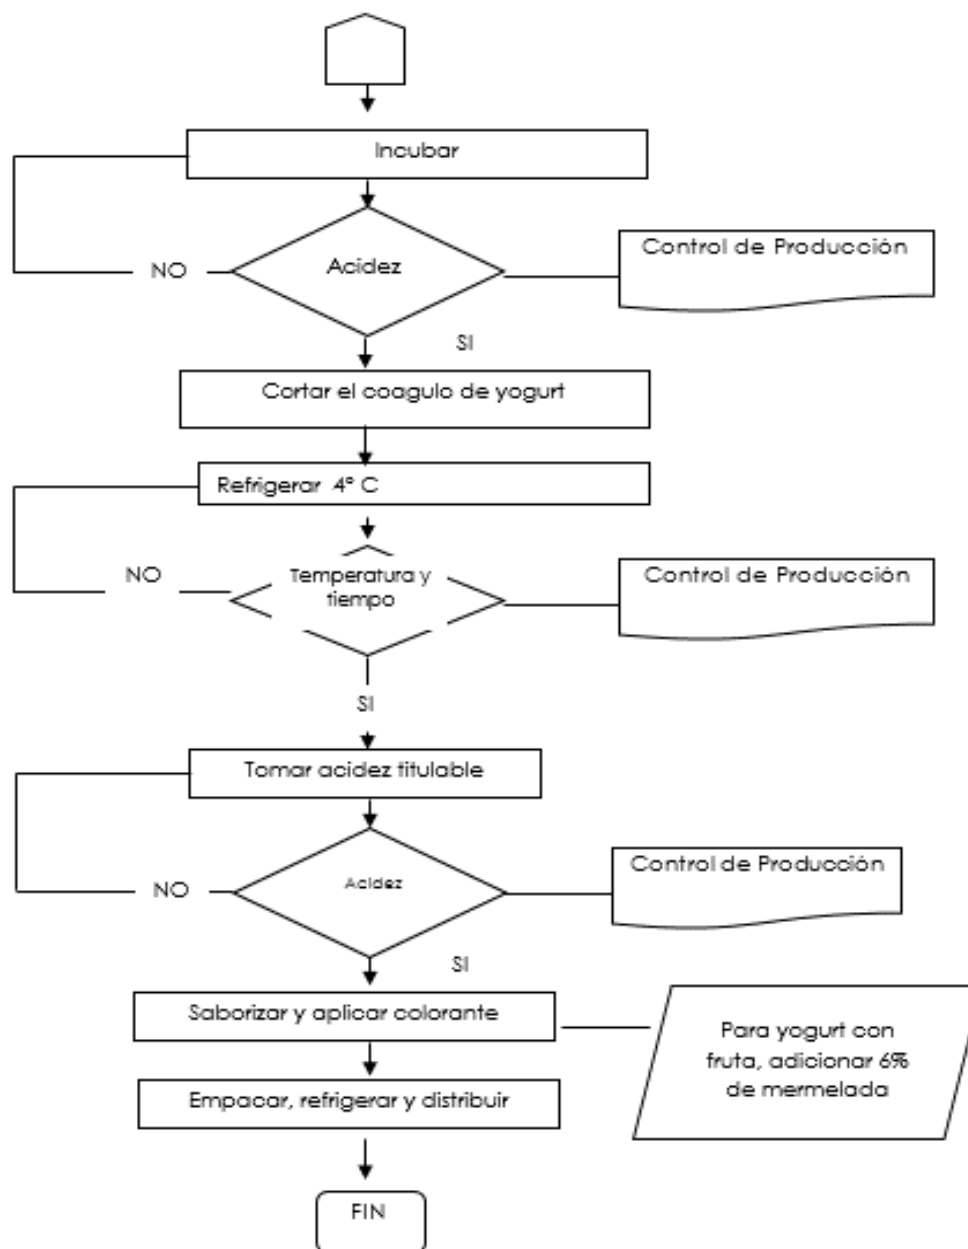 Incubar
Acidez
NO
Control de Producción
SI
Cortar el coagulo de yogurt
Refrigerar 4° C
Temperatura y
tiempo
NO
Control de Producción
SI
Tomar acidez titulable
Acidez
NO
Control de Producción
SI
Saborizar y aplicar colorante
Para yogurt con
fruta, adicionar 6%
de mermelada
Empacar, refrigerar y distribuir
FIN